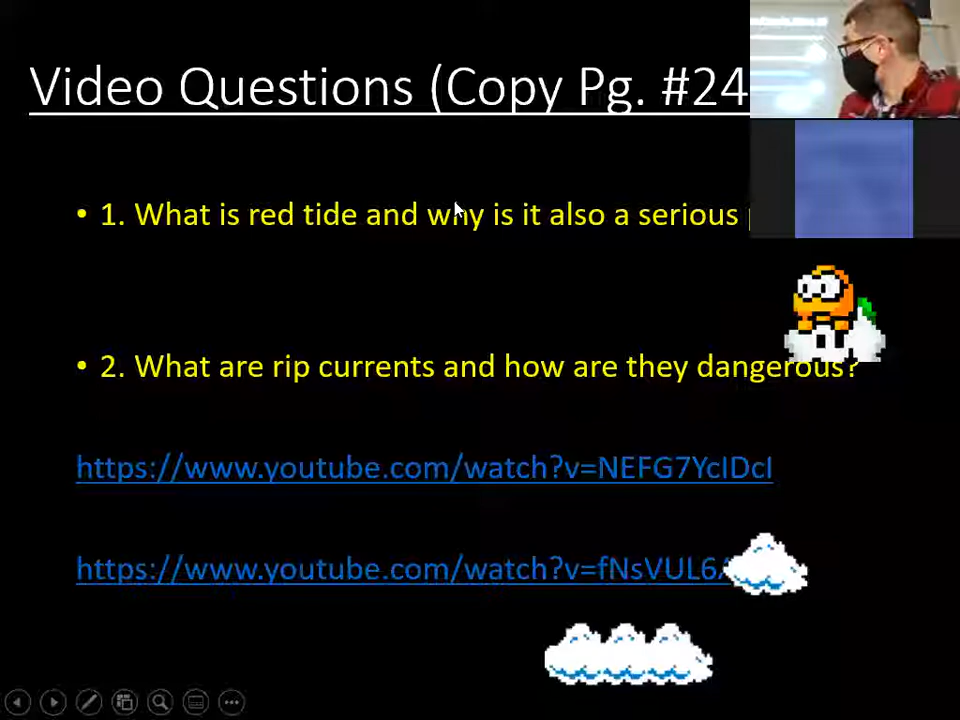 Video Questions (Copy Pg. #24
• 1. What is red tide and why is it also a serious
• 2. What are rip currents and how are they dangerous?
https://www.youtube.com/watch?v=NEFG7YcIDcI
https://www.youtube.com/watch?v=fNsVUL6